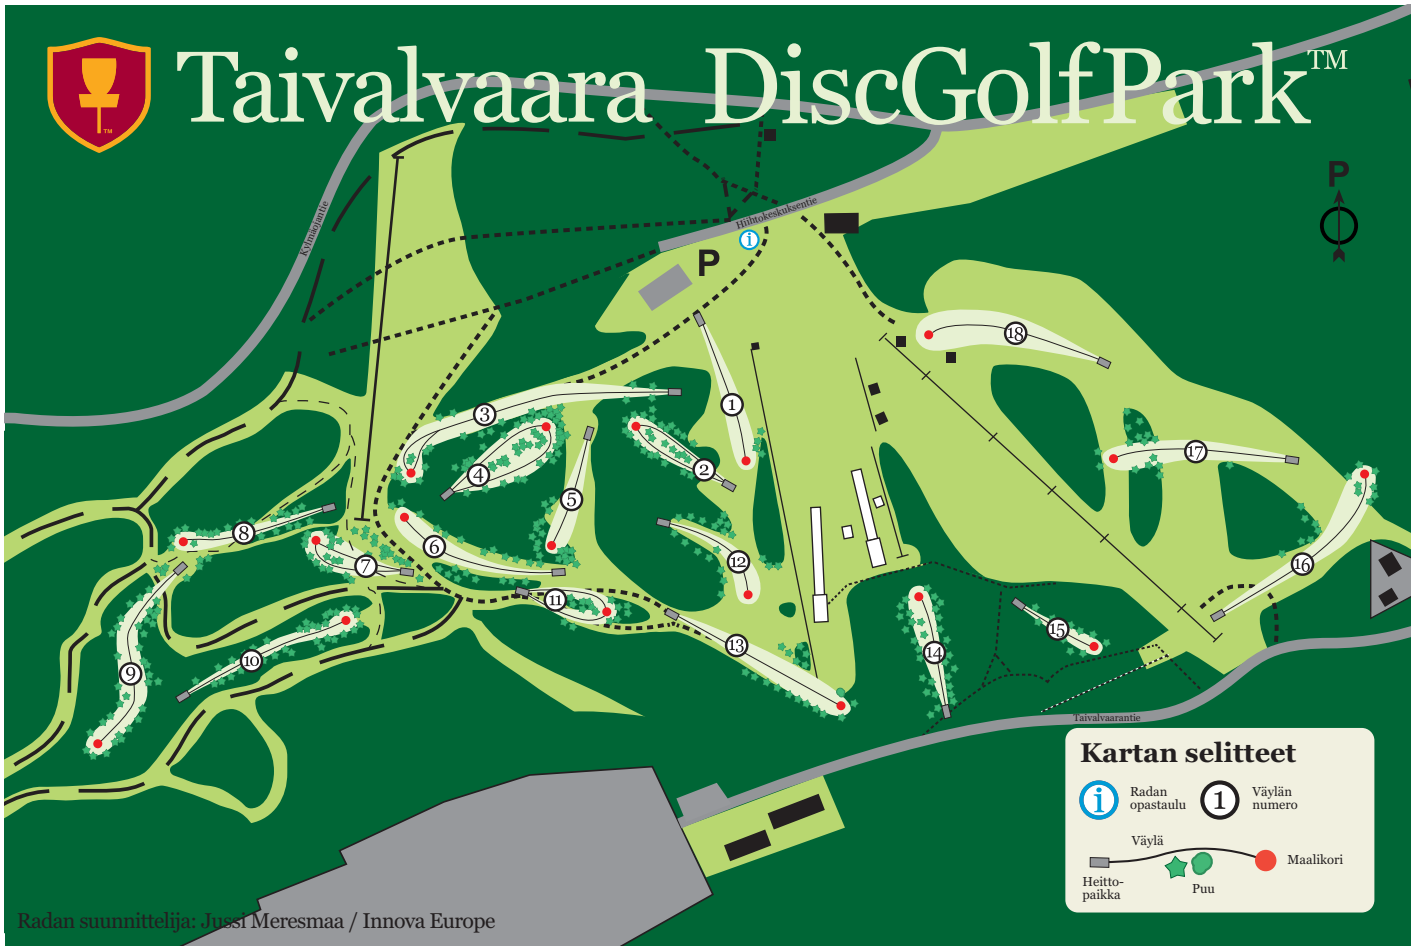 Taivalvaara DiscGolfPark™
TM
Kylmäojantie
Hiihtokeskuksentie
i
P
P
1
2
3
4
5
6
7
8
9
10
11
12
13
14
15
16
17
18
Taivalvaarantie
Kartan selitteet
i
Radan
opastaulu
1
Väylän
numero
Väylä
Heitto-
paikka
Puu
Maalikori
Radan suunnittelija: Jussi Meresmaa / Innova Europe